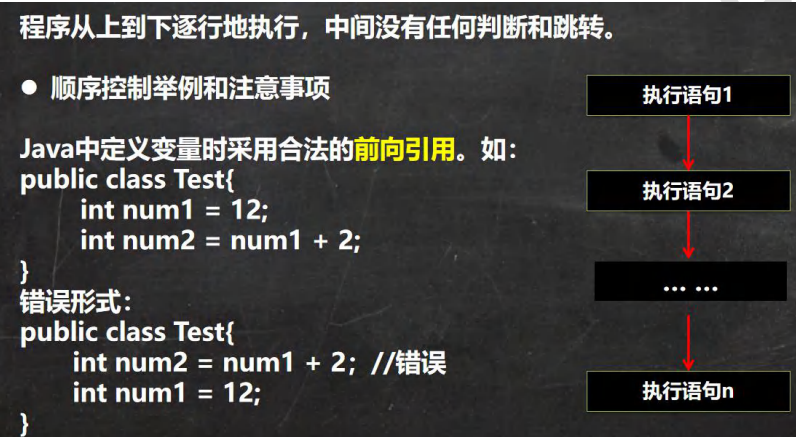 程序从上到下逐行地执行，中间没有任何判断和跳转。
● 顺序控制举例和注意事项
Java中定义变量时采用合法的前向引用。如：
public class Test{
int num1 = 12;
int num2 = num1 + 2;
}
错误形式：
public class Test{
int num2 = num1 + 2；//错误
int num1 = 12;
}
执行语句1
执行语句2
... ...
执行语句n